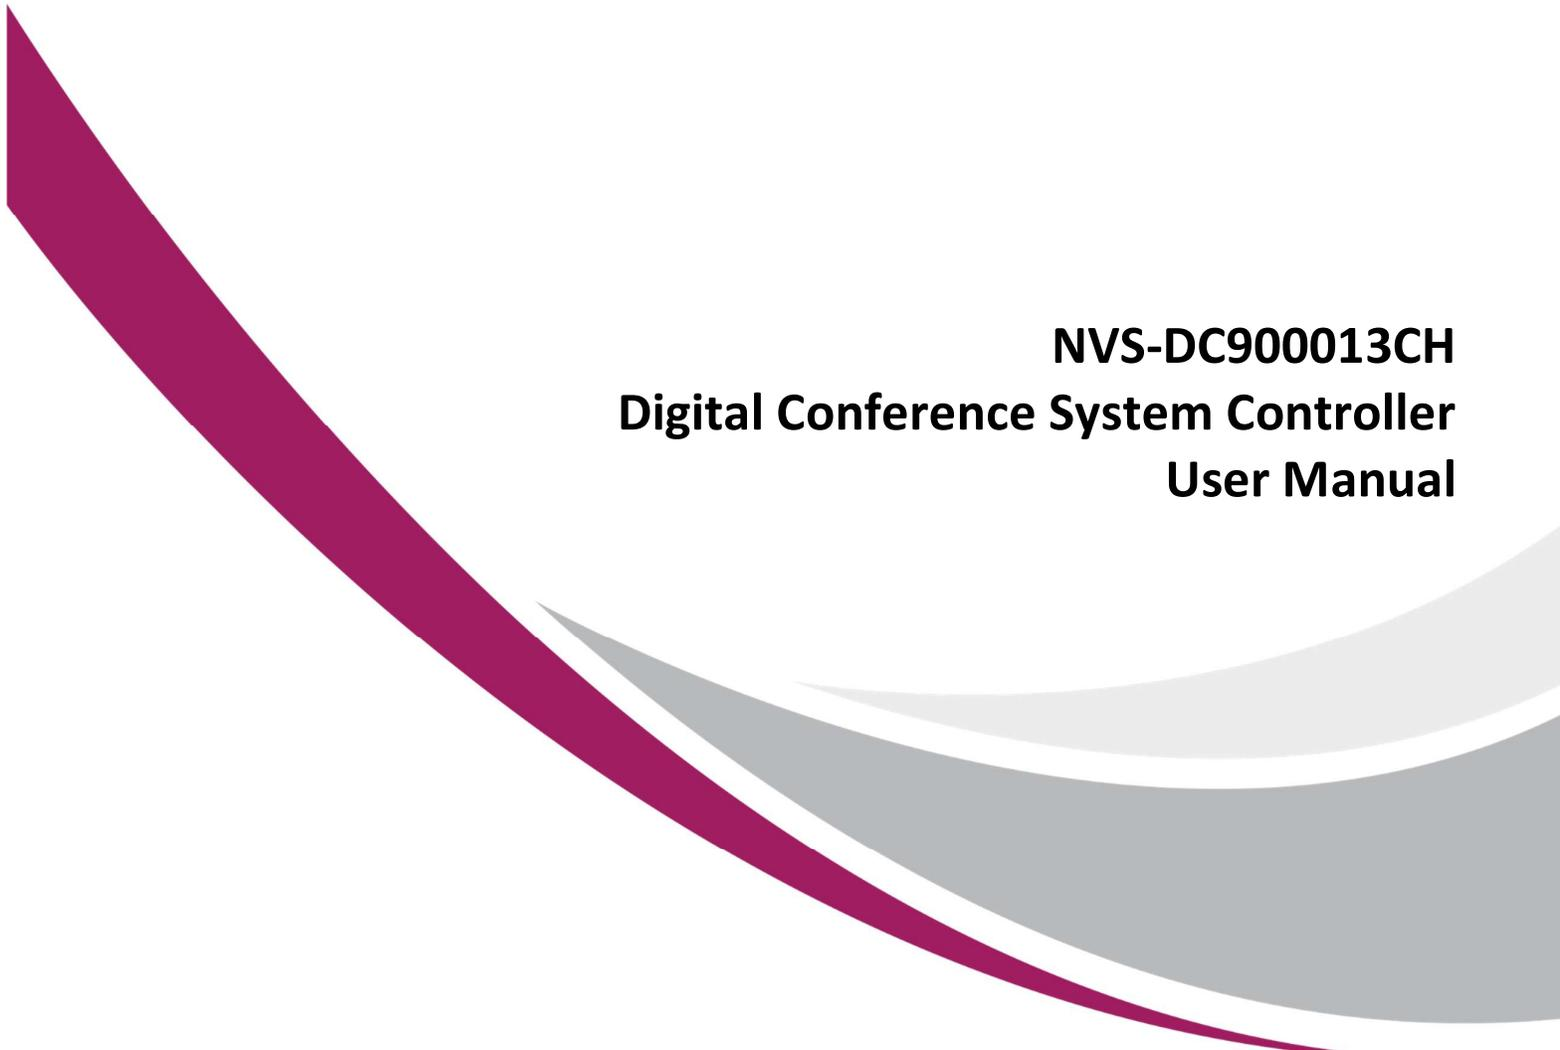 NVS-DC900013CH
Digital Conference System Controller
User Manual